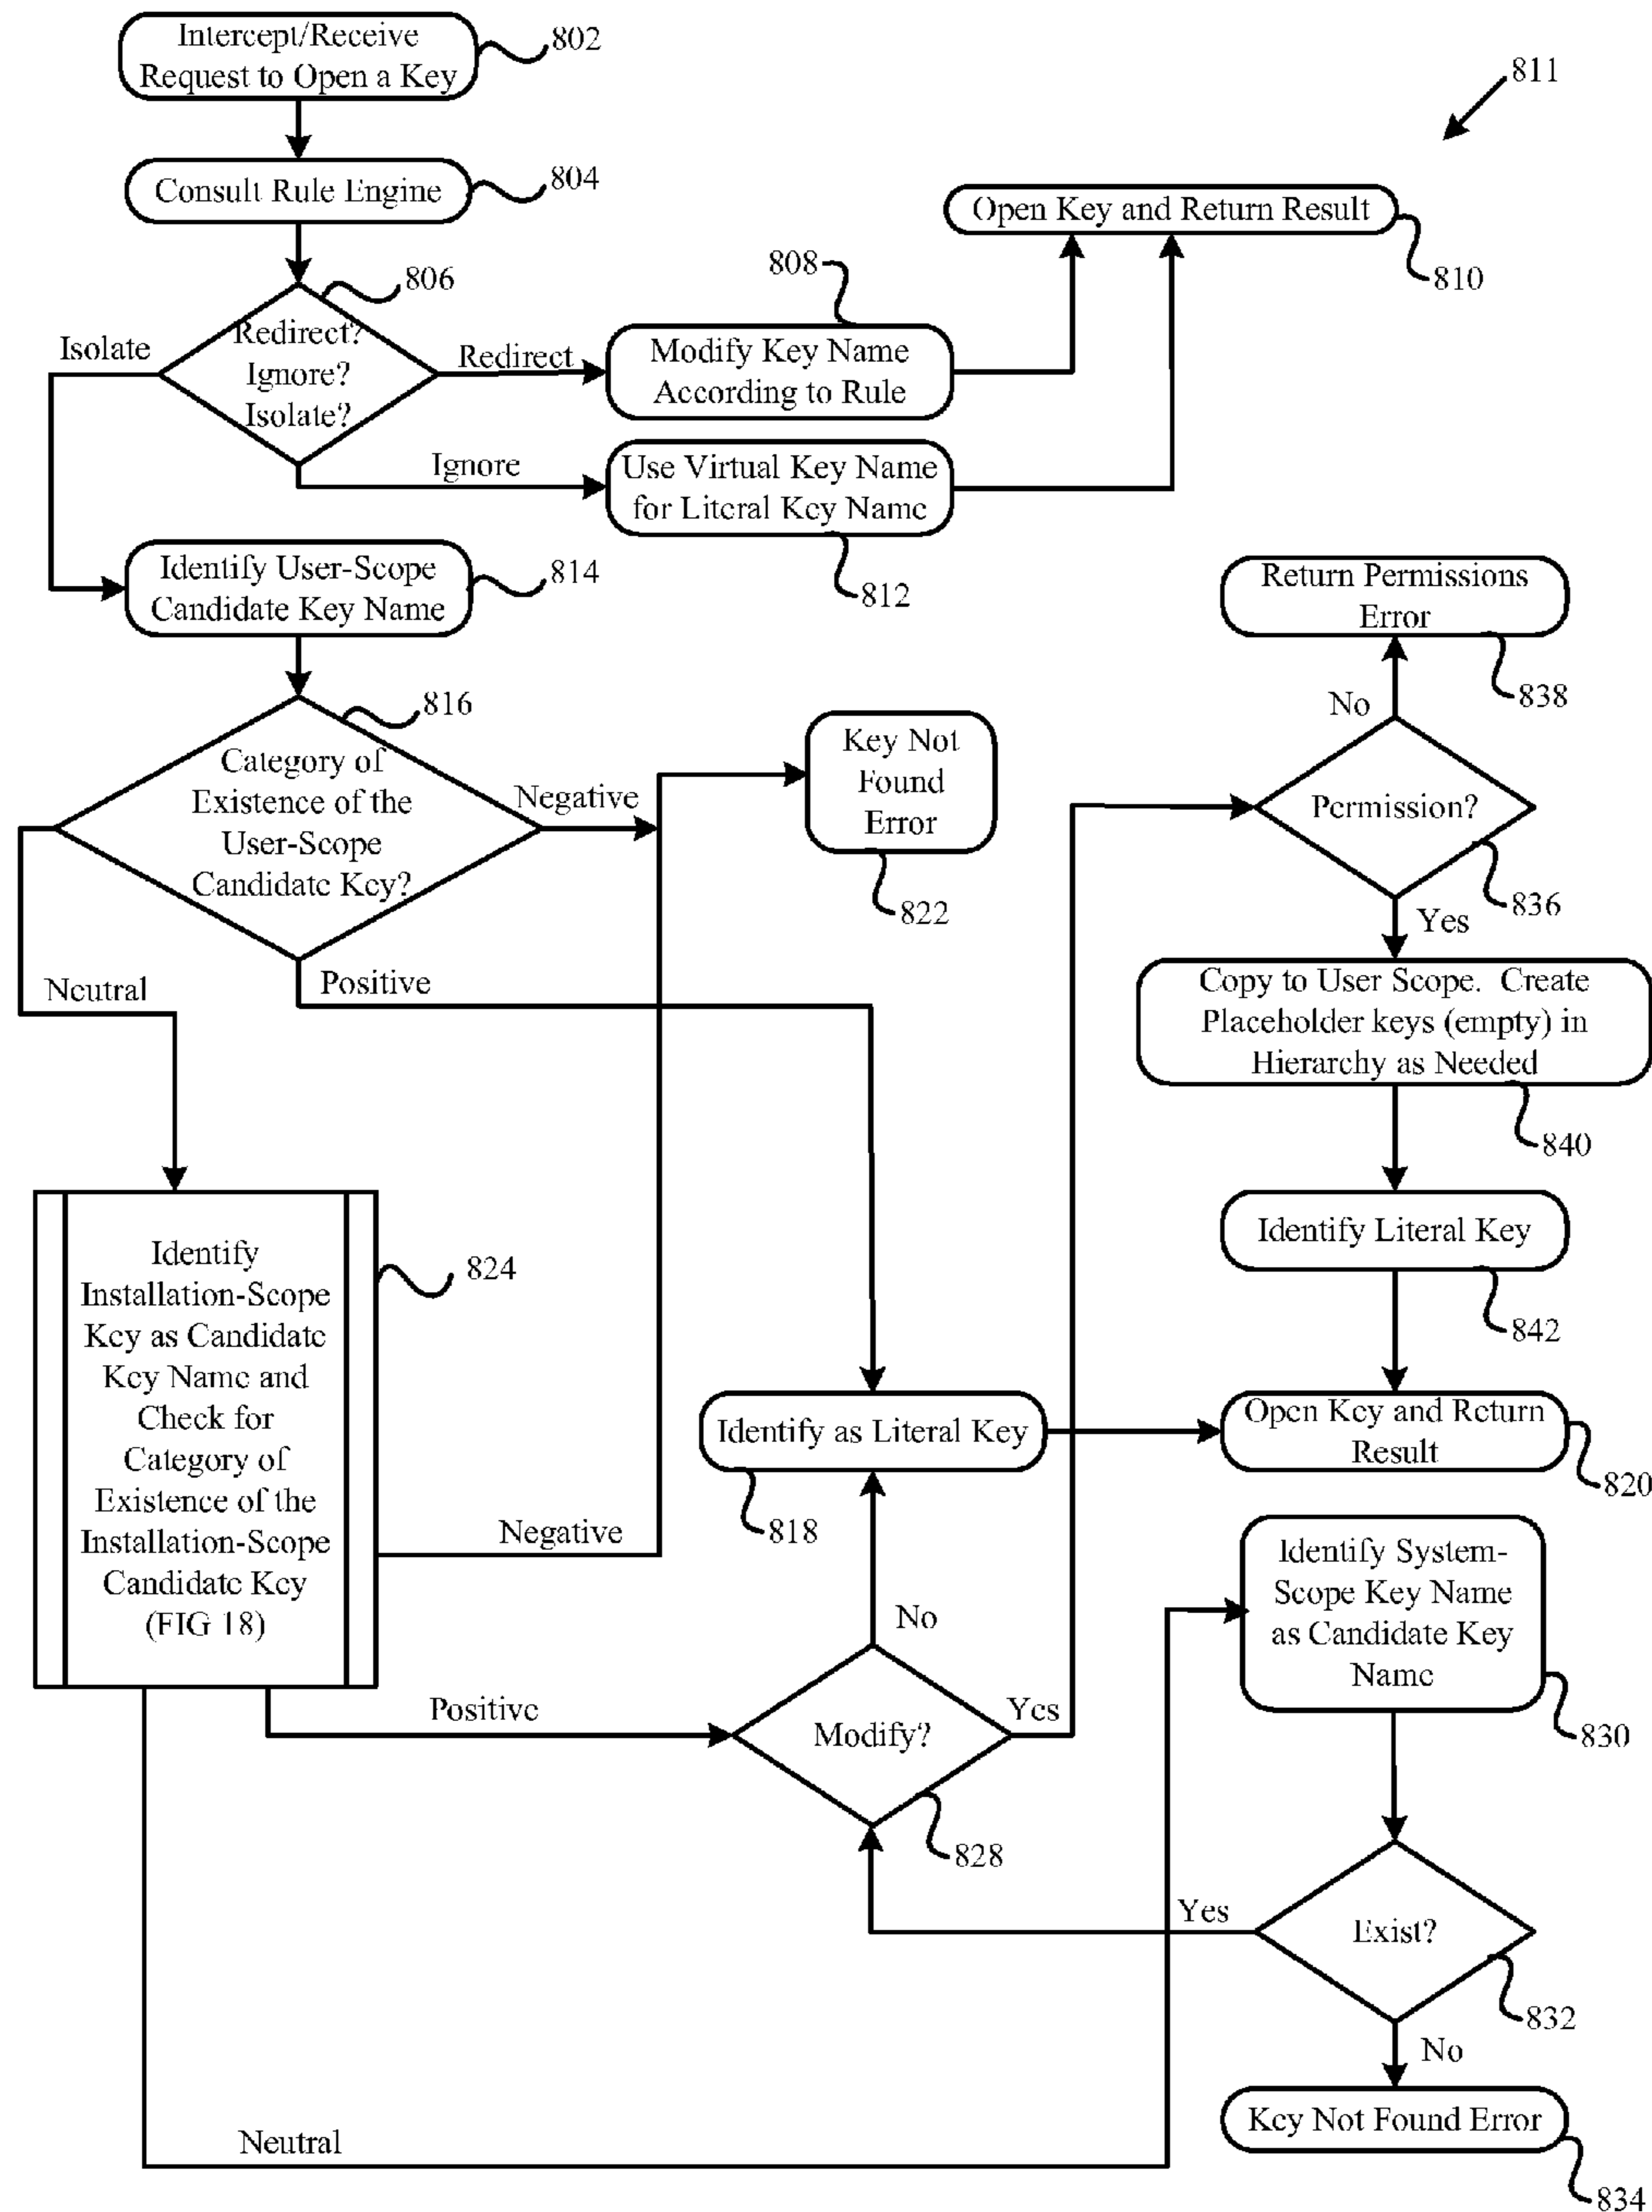 Intercept/Receive
Request to Open a Key
802
811
Consult Rule Engine
804
Open Key and Return Result
810
806
Redirect?
Ignore?
Isolate?
Isolate
Redirect
808
Modify Key Name
According to Rule
Ignore
Use Virtual Key Name
for Literal Key Name
812
Identify User-Scope
Candidate Key Name
814
Return Permissions
Error
838
No
816
Category of
Existence of the
User-Scope
Candidate Key?
Negative
Key Not
Found
Error
822
Permission?
836
Yes
Neutral
Positive
Copy to User Scope.  Create
Placeholder keys (empty) in
Hierarchy as Needed
840
Identify
Installation-Scope
Key as Candidate
Key Name and
Check for
Category of
Existence of the
Installation-Scope
Candidate Key
(FIG 18)
824
Identify Literal Key
842
Identify as Literal Key
818
Open Key and Return
Result
820
Negative
Identify System-
Scope Key Name
as Candidate Key
Name
830
No
Positive
Modify?
Yes
828
Yes
Exist?
832
No
Neutral
Key Not Found Error
834